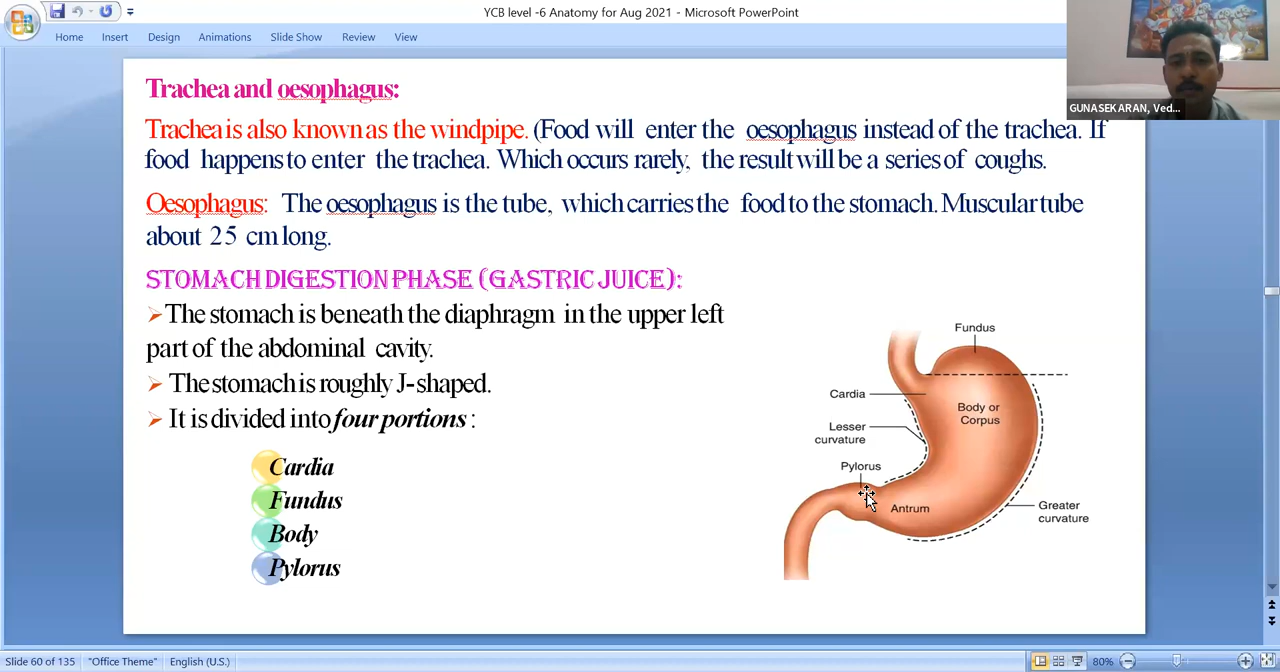 YCB level -6 Anatomy for Aug 2021 - Microsoft PowerPoint
Home Insert Design Animations Slide Show Review View
GUNASEKARAN, Ved...
Trachea and oesophagus:
Trachea is also known as the windpipe. (Food will enter the oesophagus instead of the trachea. If
food happens to enter the trachea. Which occurs rarely, the result will be a series of coughs.
Oesophagus: The oesophagus is the tube, which carries the food to the stomach. Muscular tube
about 25 cm long.
STOMACH DIGESTION PHASE (GASTRIC JUICE):
➢The stomach is beneath the diaphragm in the upper left
part of the abdominal cavity.
➢ The stomach is roughly J-shaped.
➢ It is divided into four portions :
Cardia
Fundus
Body
Pylorus
Fundus
Cardia
Body or
Corpus
Lesser
curvature
Pylorus
Antrum
Greater
curvature
Slide 60 of 135 "Office Theme" English (U.S.) 80%